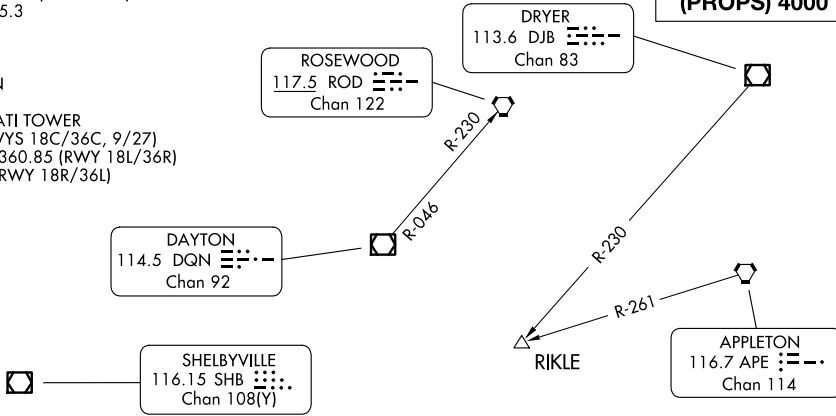 5.3
N
ATI TOWER
YS 18C/36C, 9/27)
360.85 (RWY 18L/36R)
RWY 18R/36L)
(PROPS) 4000
DRYER
113.6 DJB
Chan 83
ROSEWOOD
117.5 ROD
Chan 122
R-230
R-046
DAYTON
114.5 DQN
Chan 92
R-230
R-261
RIKLE
APPLETON
116.7 APE
Chan 114
SHELBYVILLE
116.15 SHB
Chan 108(Y)